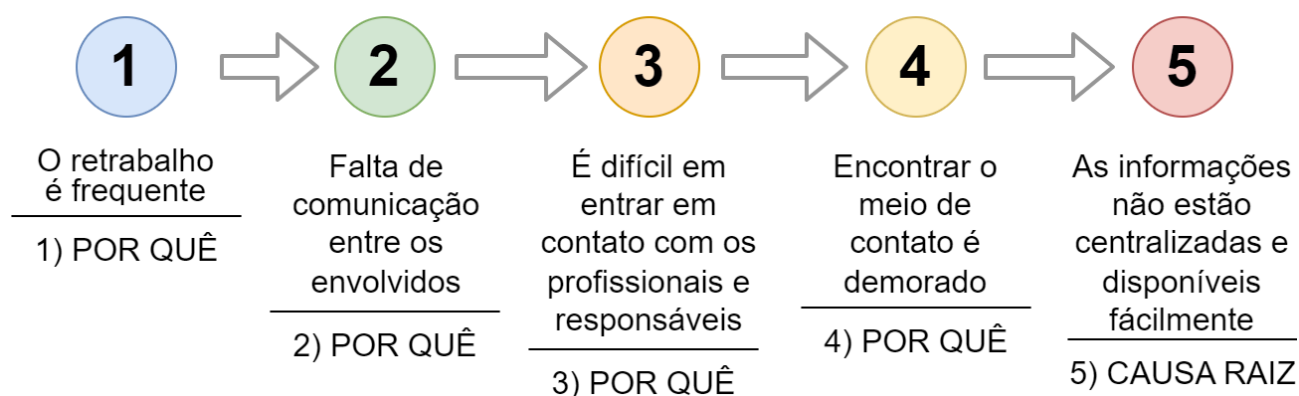 1
2
3
4
5
O retrabalho
é frequente
1) POR QUÊ
Falta de
comunicação
entre os
envolvidos
2) POR QUÊ
É difícil em
entrar em
contato com os
profissionais e
responsáveis
3) POR QUÊ
Encontrar o
meio de
contato é
demorado
4) POR QUÊ
As informações
não estão
centralizadas e
disponíveis
fácilmente
5) CAUSA RAIZ